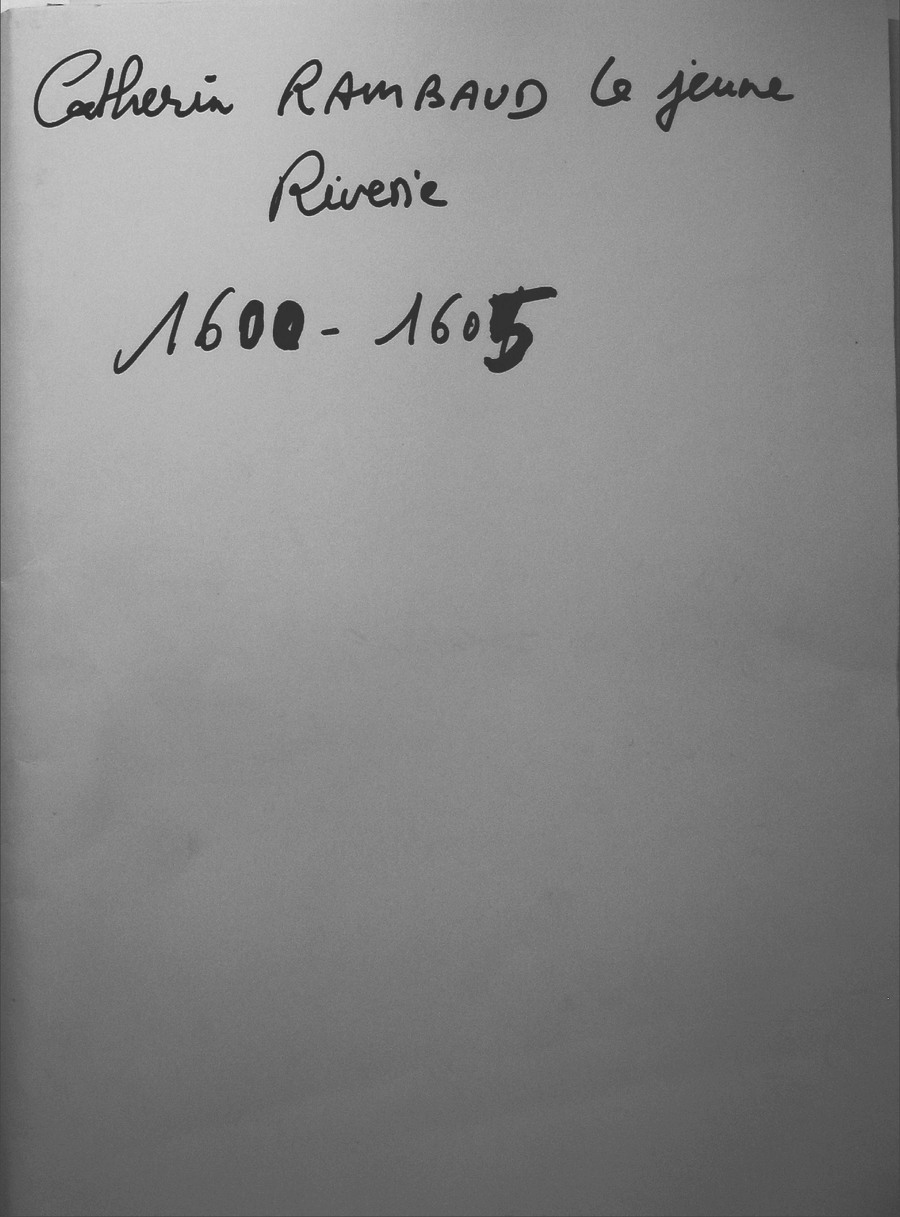 Catherin RAMBAUD le jeune
Riverie
1600 - 1605